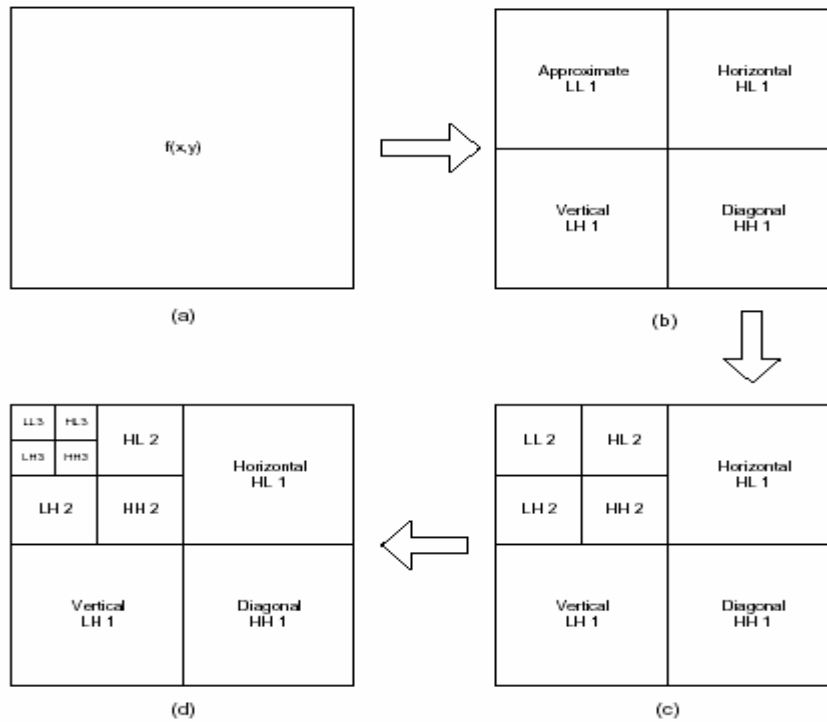 f(x,y)
(a)
Approximate
LL 1
Horizontal
HL 1
Vertical
LH 1
Diagonal
HH 1
(b)
LL3
HL3
LH3
HH3
HL 2
LH 2
HH 2
Horizontal
HL 1
Vertical
LH 1
Diagonal
HH 1
(d)
LL 2
HL 2
LH 2
HH 2
Horizontal
HL 1
Vertical
LH 1
Diagonal
HH 1
(c)